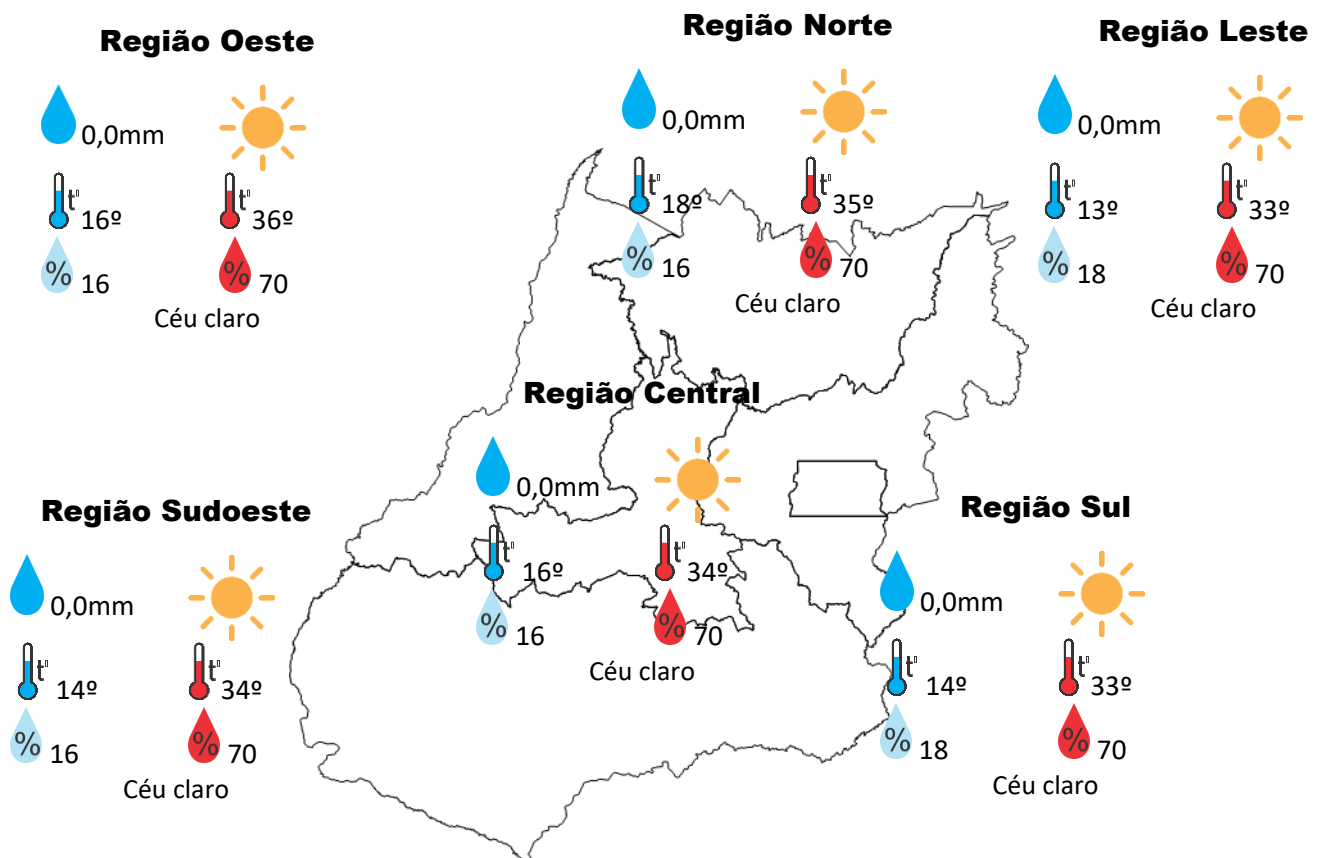 Região Oeste
0,0mm
t°
16º
t°
36º
%
16
%
70
Céu claro
Região Norte
0,0mm
t°
18º
t°
35º
%
16
%
70
Céu claro
Região Leste
0,0mm
t°
13º
t°
33º
%
18
%
70
Céu claro
Região Central
0,0mm
t°
16º
t°
34º
%
16
%
70
Céu claro
Região Sudoeste
0,0mm
t°
14º
t°
34º
%
16
%
70
Céu claro
Região Sul
0,0mm
t°
14º
t°
33º
%
18
%
70
Céu claro